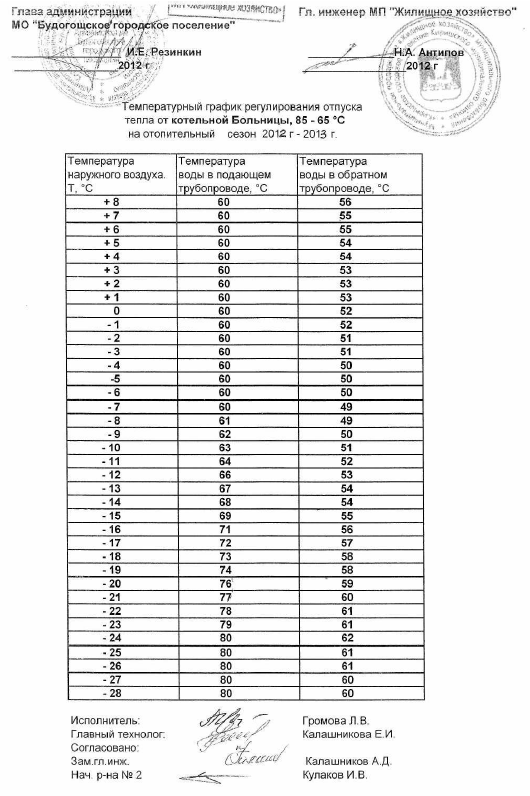 Глава администрации Гл. инженер МП "Жилищное хозяйство"
МО "Будогощское городское поселение"
И.Е. Резинкин Н.А. Антипов
2012 г 2012 г
Температурный график регулирования отпуска
тепла от котельной Больницы, 85 - 65 °С
на отопительный сезон 2012 г - 2013 г.
Температура Температура Температура
наружного воздуха. воды в подающем воды в обратном
Т, °С трубопроводе, °С трубопроводе, °С
+ 8 60 56
+ 7 60 55
+ 6 60 55
+ 5 60 54
+ 4 60 54
+ 3 60 53
+ 2 60 53
+ 1 60 53
0 60 52
- 1 60 52
- 2 60 51
- 3 60 51
- 4 60 50
-5 60 50
- 6 60 50
- 7 60 49
- 8 61 49
- 9 62 50
- 10 63 51
- 11 64 52
- 12 66 53
- 13 67 54
- 14 68 54
- 15 69 55
- 16 71 56
- 17 72 57
- 18 73 58
- 19 74 58
- 20 76 59
- 21 77 60
- 22 78 61
- 23 79 61
- 24 80 62
- 25 80 61
- 26 80 61
- 27 80 60
- 28 80 60
Исполнитель: Громова Л.В.
Главный технолог: Калашникова Е.И.
Согласовано:
Зам.гл.инж. Калашников А.Д.
Нач. р-на № 2 Кулаков И.В.